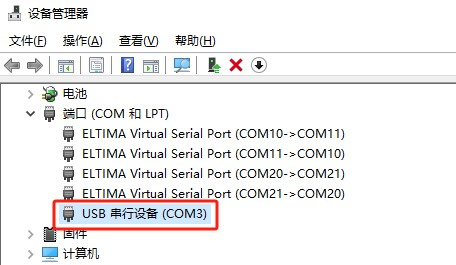 设备管理器
文件(F) 操作(A) 查看(V) 帮助(H)
电池
端口 (COM 和 LPT)
ELTIMA Virtual Serial Port (COM10->COM11)
ELTIMA Virtual Serial Port (COM11->COM10)
ELTIMA Virtual Serial Port (COM20->COM21)
ELTIMA Virtual Serial Port (COM21->COM20)
USB 串行设备 (COM3)
固件
计算机